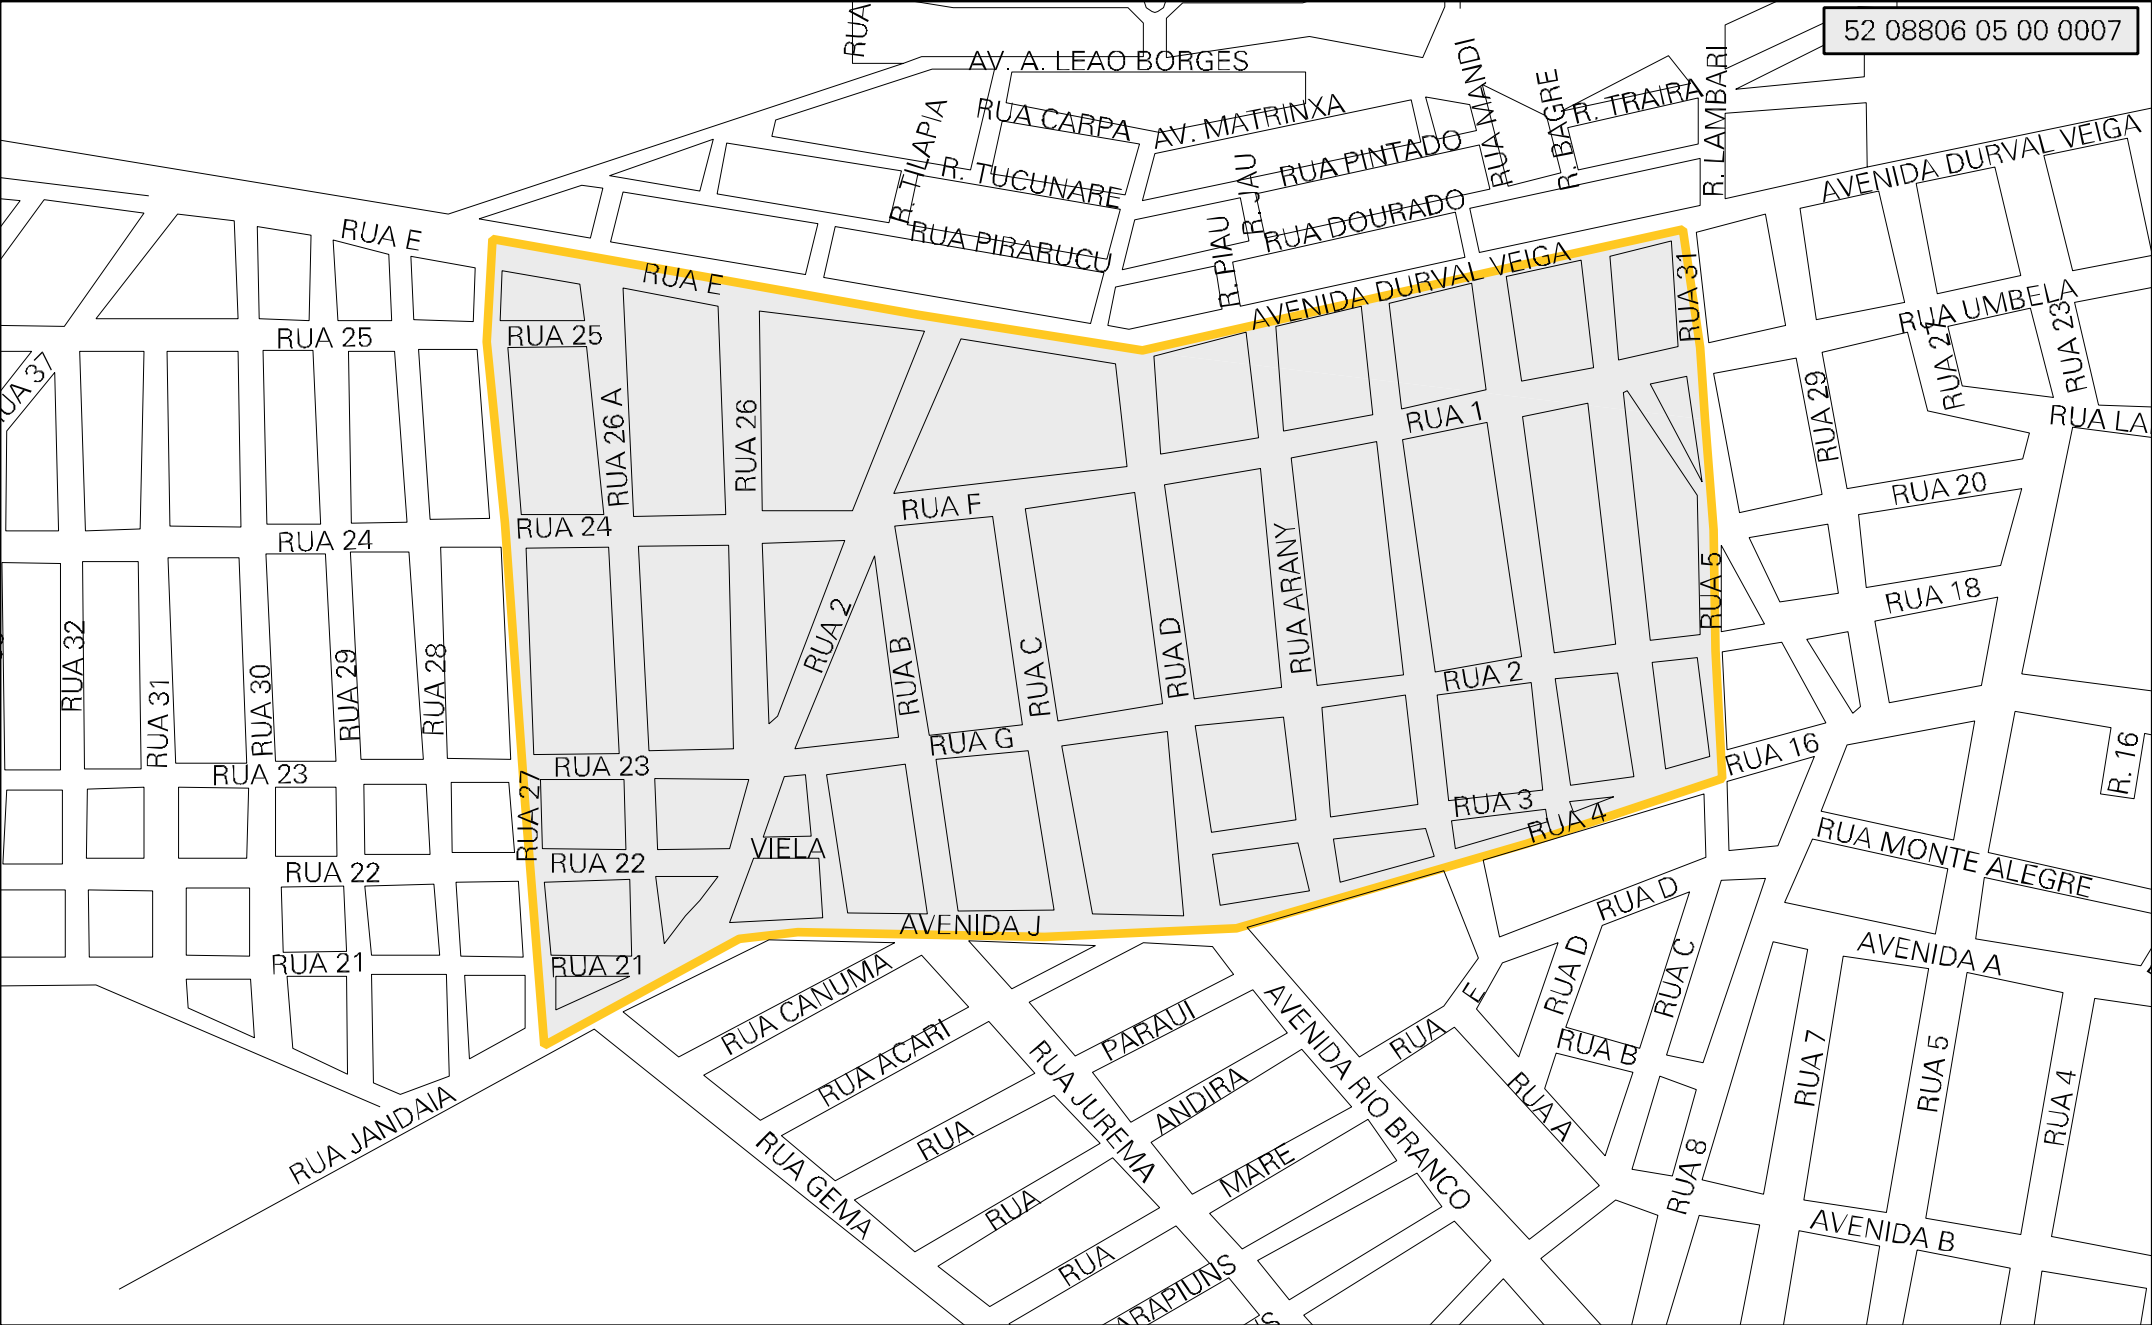 52 08806 05 00 0007
RUA
AV. A. LEAO BORGES
RUA MANDI
R. BAGRE
R. TRAIRA
R. LAMBARI
RUA CARPA
AV. MATRINXA
R. TILAPIA
R. TUCUNARE
R. JAU
RUA PINTADO
AVENIDA DURVAL VEIGA
RUA PIRARUCU
R. PIAU
RUA DOURADO
RUA E
RUA E
AVENIDA DURVAL VEIGA
RUA 31
RUA UMBELA
RUA 27
RUA 23
RUA 25
RUA 25
RUA 37
RUA 26 A
RUA 26
RUA 1
RUA 29
RUA LA
RUA 24
RUA 24
RUA F
RUA ARANY
RUA 20
RUA 5
RUA 18
RUA 32
RUA 31
RUA 30
RUA 29
RUA 28
RUA 2
RUA B
RUA C
RUA D
RUA 2
RUA 23
RUA 23
RUA G
RUA 16
R. 16
RUA 27
RUA 3
RUA 4
RUA 22
RUA 22
VIELA
RUA MONTE ALEGRE
RUA 21
RUA 21
AVENIDA J
RUA D
RUA D
RUA C
AVENIDA A
RUA CANUMA
E
RUA ACARI
PARAUI
AVENIDA RIO BRANCO
RUA
RUA B
RUA 7
RUA 5
RUA 4
RUA JANDAIA
RUA JUREMA
ANDIRA
RUA A
RUA
RUA GEMA
MARE
RUA 8
RUA
AVENIDA B
RUA
ARAPIUNS
S